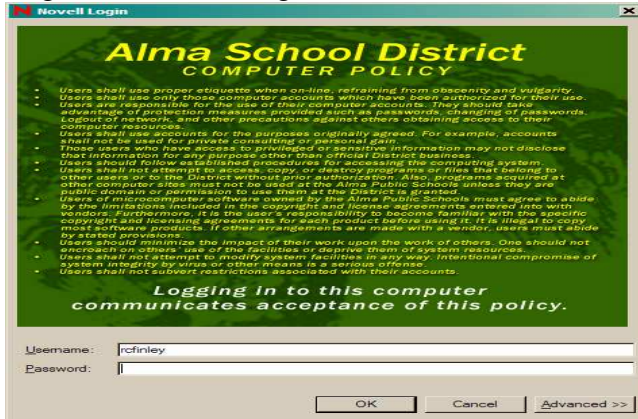 Novell Login
Alma School District
COMPUTER POLICY
• Users shall use proper etiquette when on-line, refraining from obscenity and vulgarity.
• Users shall use only those computer accounts which have been authorized for their use.
• Users are responsible for the use of their computer accounts. They should take
advantage of protection measures provided such as passwords, changing of passwords,
Logout of network, and other precautions against others obtaining access to their
computer resources.
• Users shall use accounts for the purposes originally agreed. For example, accounts
shall not be used for private consulting or personal gain.
• Those users who have access to privileged or sensitive information may not disclose
that information for any purpose other than official District business.
• Users should follow established procedures for accessing the computing system.
• Users shall not attempt to access, copy, or destroy programs or files that belong to
other users or to the District without prior authorization. Also, programs acquired at
other computer sites must not be used at the Alma Public Schools unless they are
public domain or permission to use them at the District is granted.
• Users of microcomputer software owned by the Alma Public Schools must agree to abide
by the limitations included in the copyright and license agreements entered into with
vendors. Furthermore, it is the user's responsibility to become familiar with the specific
copyright and licensing agreements for each product before using it. It is illegal to copy
most software products. If other arrangements are made with a vendor, users must abide
by stated provisions.
• Users should minimize the impact of their work upon the work of others. One should not
encroach on others' use of the facilities or deprive them of system resources.
• Users shall not attempt to modify system facilities in any way. Intentional compromise of
system integrity by virus or other means is a serious offense.
• Users shall not subvert restrictions associated with their accounts.
Logging in to this computer
communicates acceptance of this policy.
Username: rcfinley
Password:
OK Cancel Advanced >>